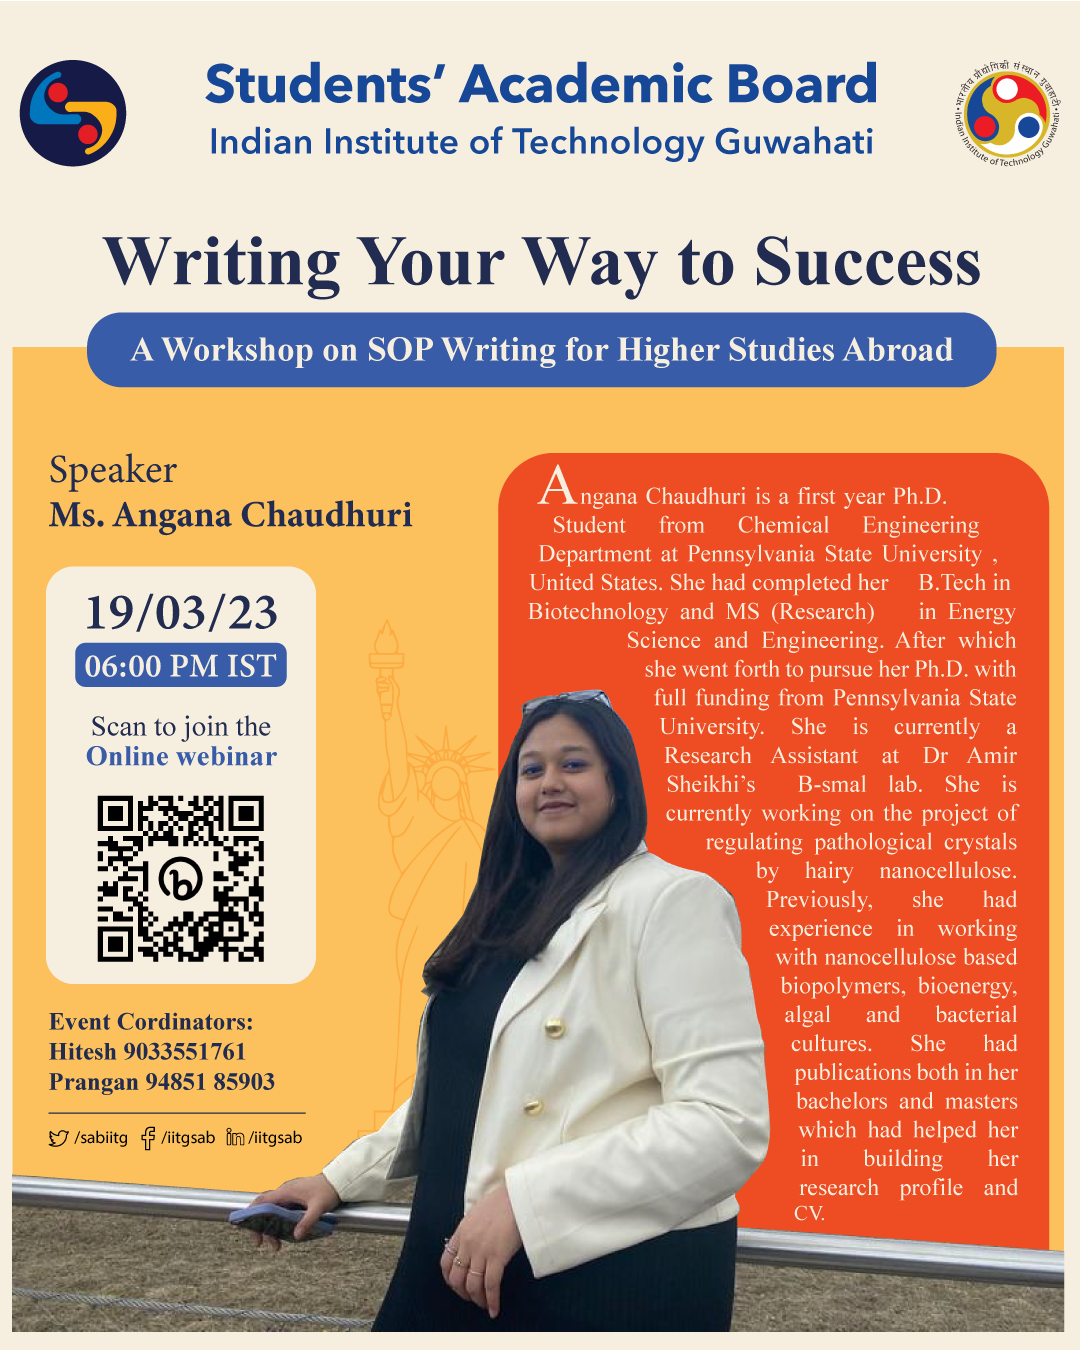 Students’ Academic Board
Indian Institute of Technology Guwahati
भारतीय प्रौद्योगिकी संस्थान गुवाहाटी
Indian Institute of Technology Guwahati
Writing Your Way to Success
A Workshop on SOP Writing for Higher Studies Abroad
Speaker
Ms. Angana Chaudhuri
19/03/23
06:00 PM IST
Scan to join the
Online webinar
b
Event Cordinators:
Hitesh 9033551761
Prangan 94851 85903
/sabiitg /iitgsab /iitgsab
Angana Chaudhuri is a first year Ph.D.
Student from Chemical Engineering
Department at Pennsylvania State University ,
United States. She had completed her B.Tech in
Biotechnology and MS (Research) in Energy
Science and Engineering. After which
she went forth to pursue her Ph.D. with
full funding from Pennsylvania State
University. She is currently a
Research Assistant at Dr Amir
Sheikhi’s B-smal lab. She is
currently working on the project of
regulating pathological crystals
by hairy nanocellulose.
Previously, she had
experience in working
with nanocellulose based
biopolymers, bioenergy,
algal and bacterial
cultures. She had
publications both in her
bachelors and masters
which had helped her
in building her
research profile and
CV.